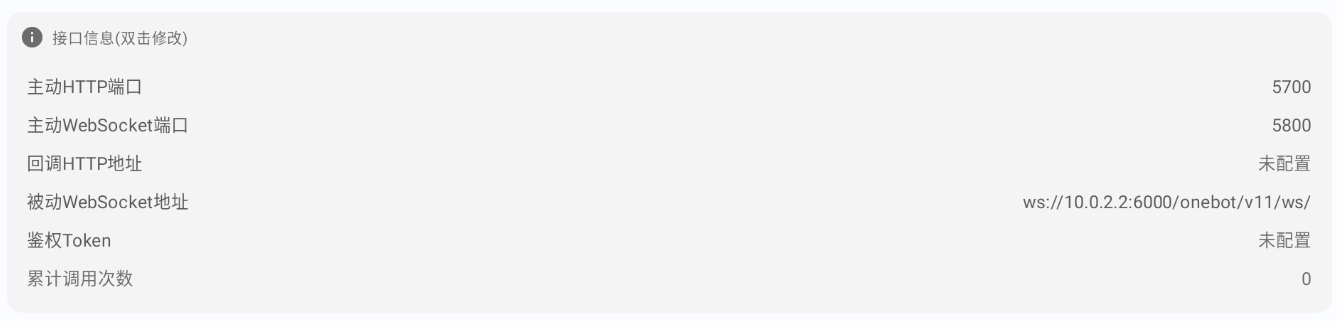 接口信息(双击修改)
主动HTTP端口 5700
主动WebSocket端口 5800
回调HTTP地址 未配置
被动WebSocket地址 ws://10.0.2.2:6000/onebot/v11/ws/
鉴权Token 未配置
累计调用次数 0